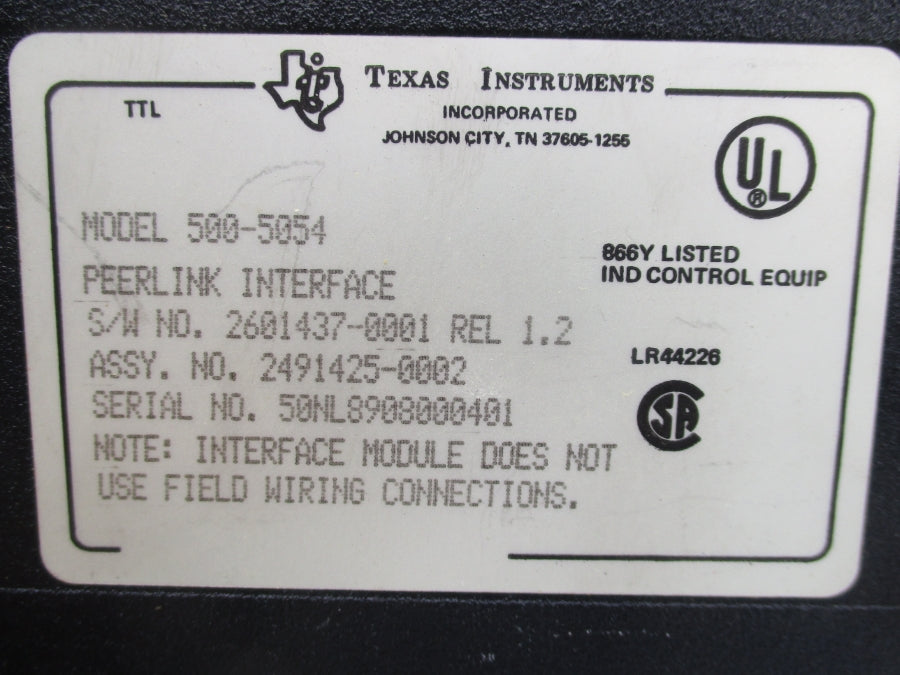 TTL
TEXAS INSTRUMENTS
INCORPORATED
JOHNSON CITY, TN 37605-1255
UL
®
MODEL 500-5054
866Y LISTED
IND CONTROL EQUIP
PEERLINK INTERFACE
S/W NO. 2601437-0001 REL 1.2
LR44226
ASSY. NO. 2491425-0002
SA
SERIAL NO. 50NL8908000401
NOTE: INTERFACE MODULE DOES NOT
USE FIELD WIRING CONNECTIONS.